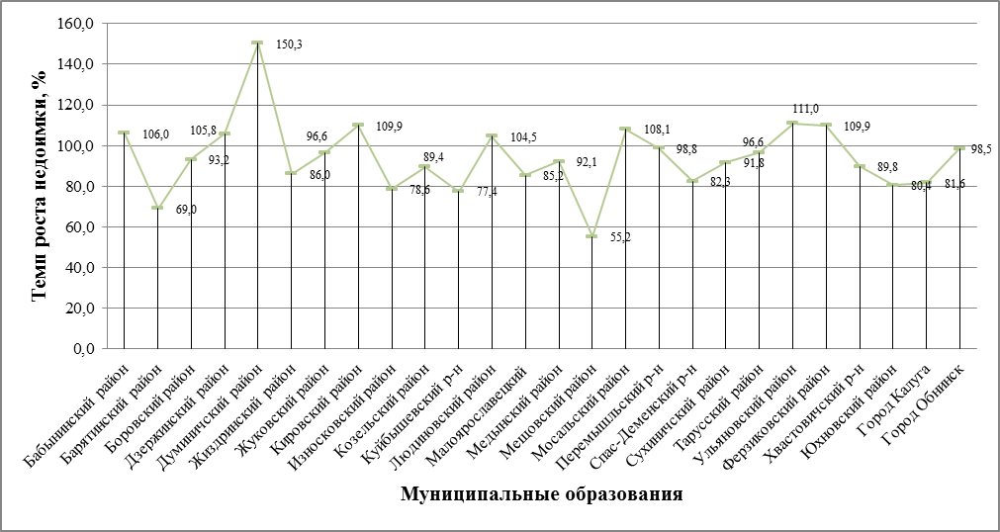 160,0
140,0
120,0
100,0
80,0
60,0
40,0
20,0
0,0
Темп роста недоимки, %
106,0
69,0
93,2
105,8
150,3
86,0
96,6
109,9
78,6
89,4
77,4
104,5
85,2
92,1
55,2
108,1
98,8
82,3
91,8
96,6
111,0
109,9
89,8
80,4
81,6
98,5
Бабынинский район
Барятинский район
Боровский район
Дзержинский район
Думиничский район
Жиздринский район
Жуковский район
Кировский район
Износковский район
Козельский район
Куйбышевский р-н
Людиновский район
Малоярославецкий
Медынский район
Мещовский район
Мосальский район
Перемышльский р-н
Спас-Деменский р-н
Сухиничский район
Тарусский район
Ульяновский район
Ферзиковский район
Хвастовичский р-н
Юхновский район
Город Калуга
Город Обнинск
Муниципальные образования